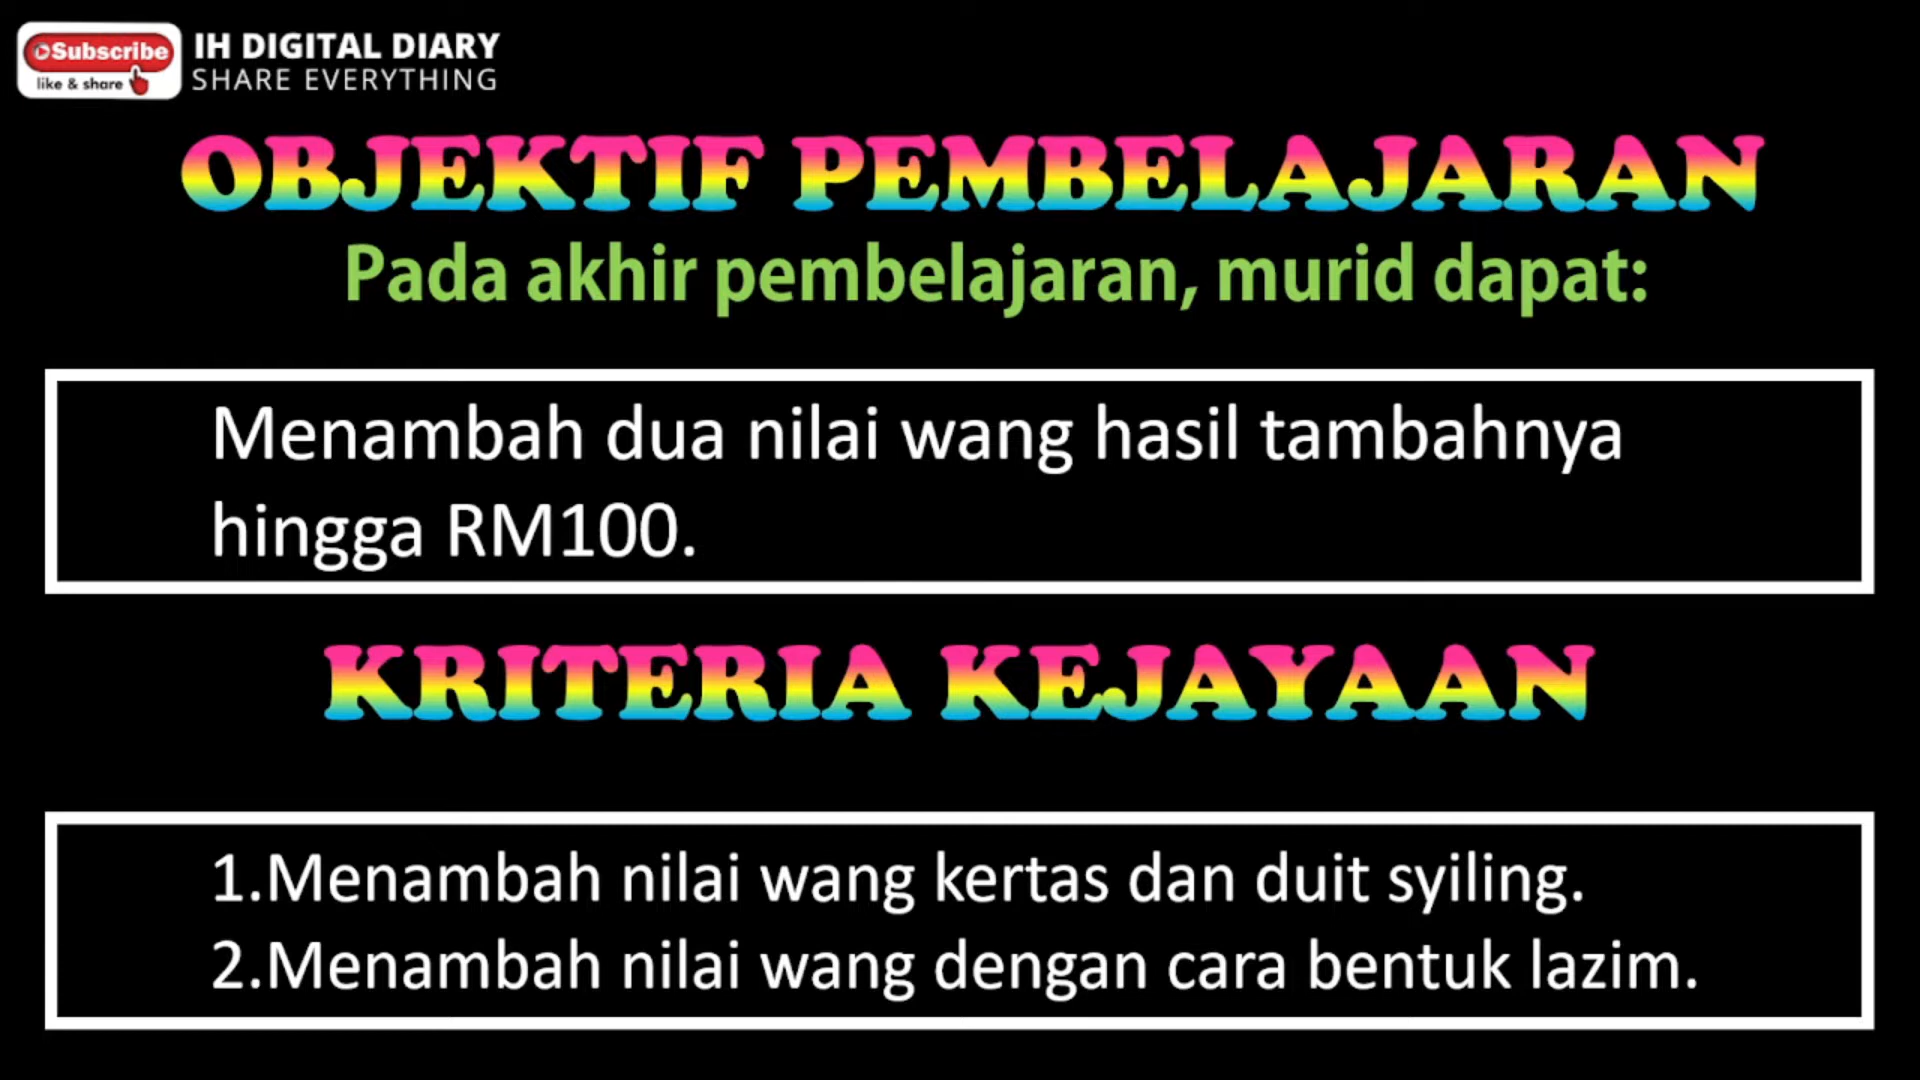 Subscribe
like & share
IH DIGITAL DIARY
SHARE EVERYTHING
OBJEKTIF PEMBELAJARAN
Pada akhir pembelajaran, murid dapat:
Menambah dua nilai wang hasil tambahnya
hingga RM100.
KRITERIA KEJAYAAN
1.Menambah nilai wang kertas dan duit syiling.
2.Menambah nilai wang dengan cara bentuk lazim.